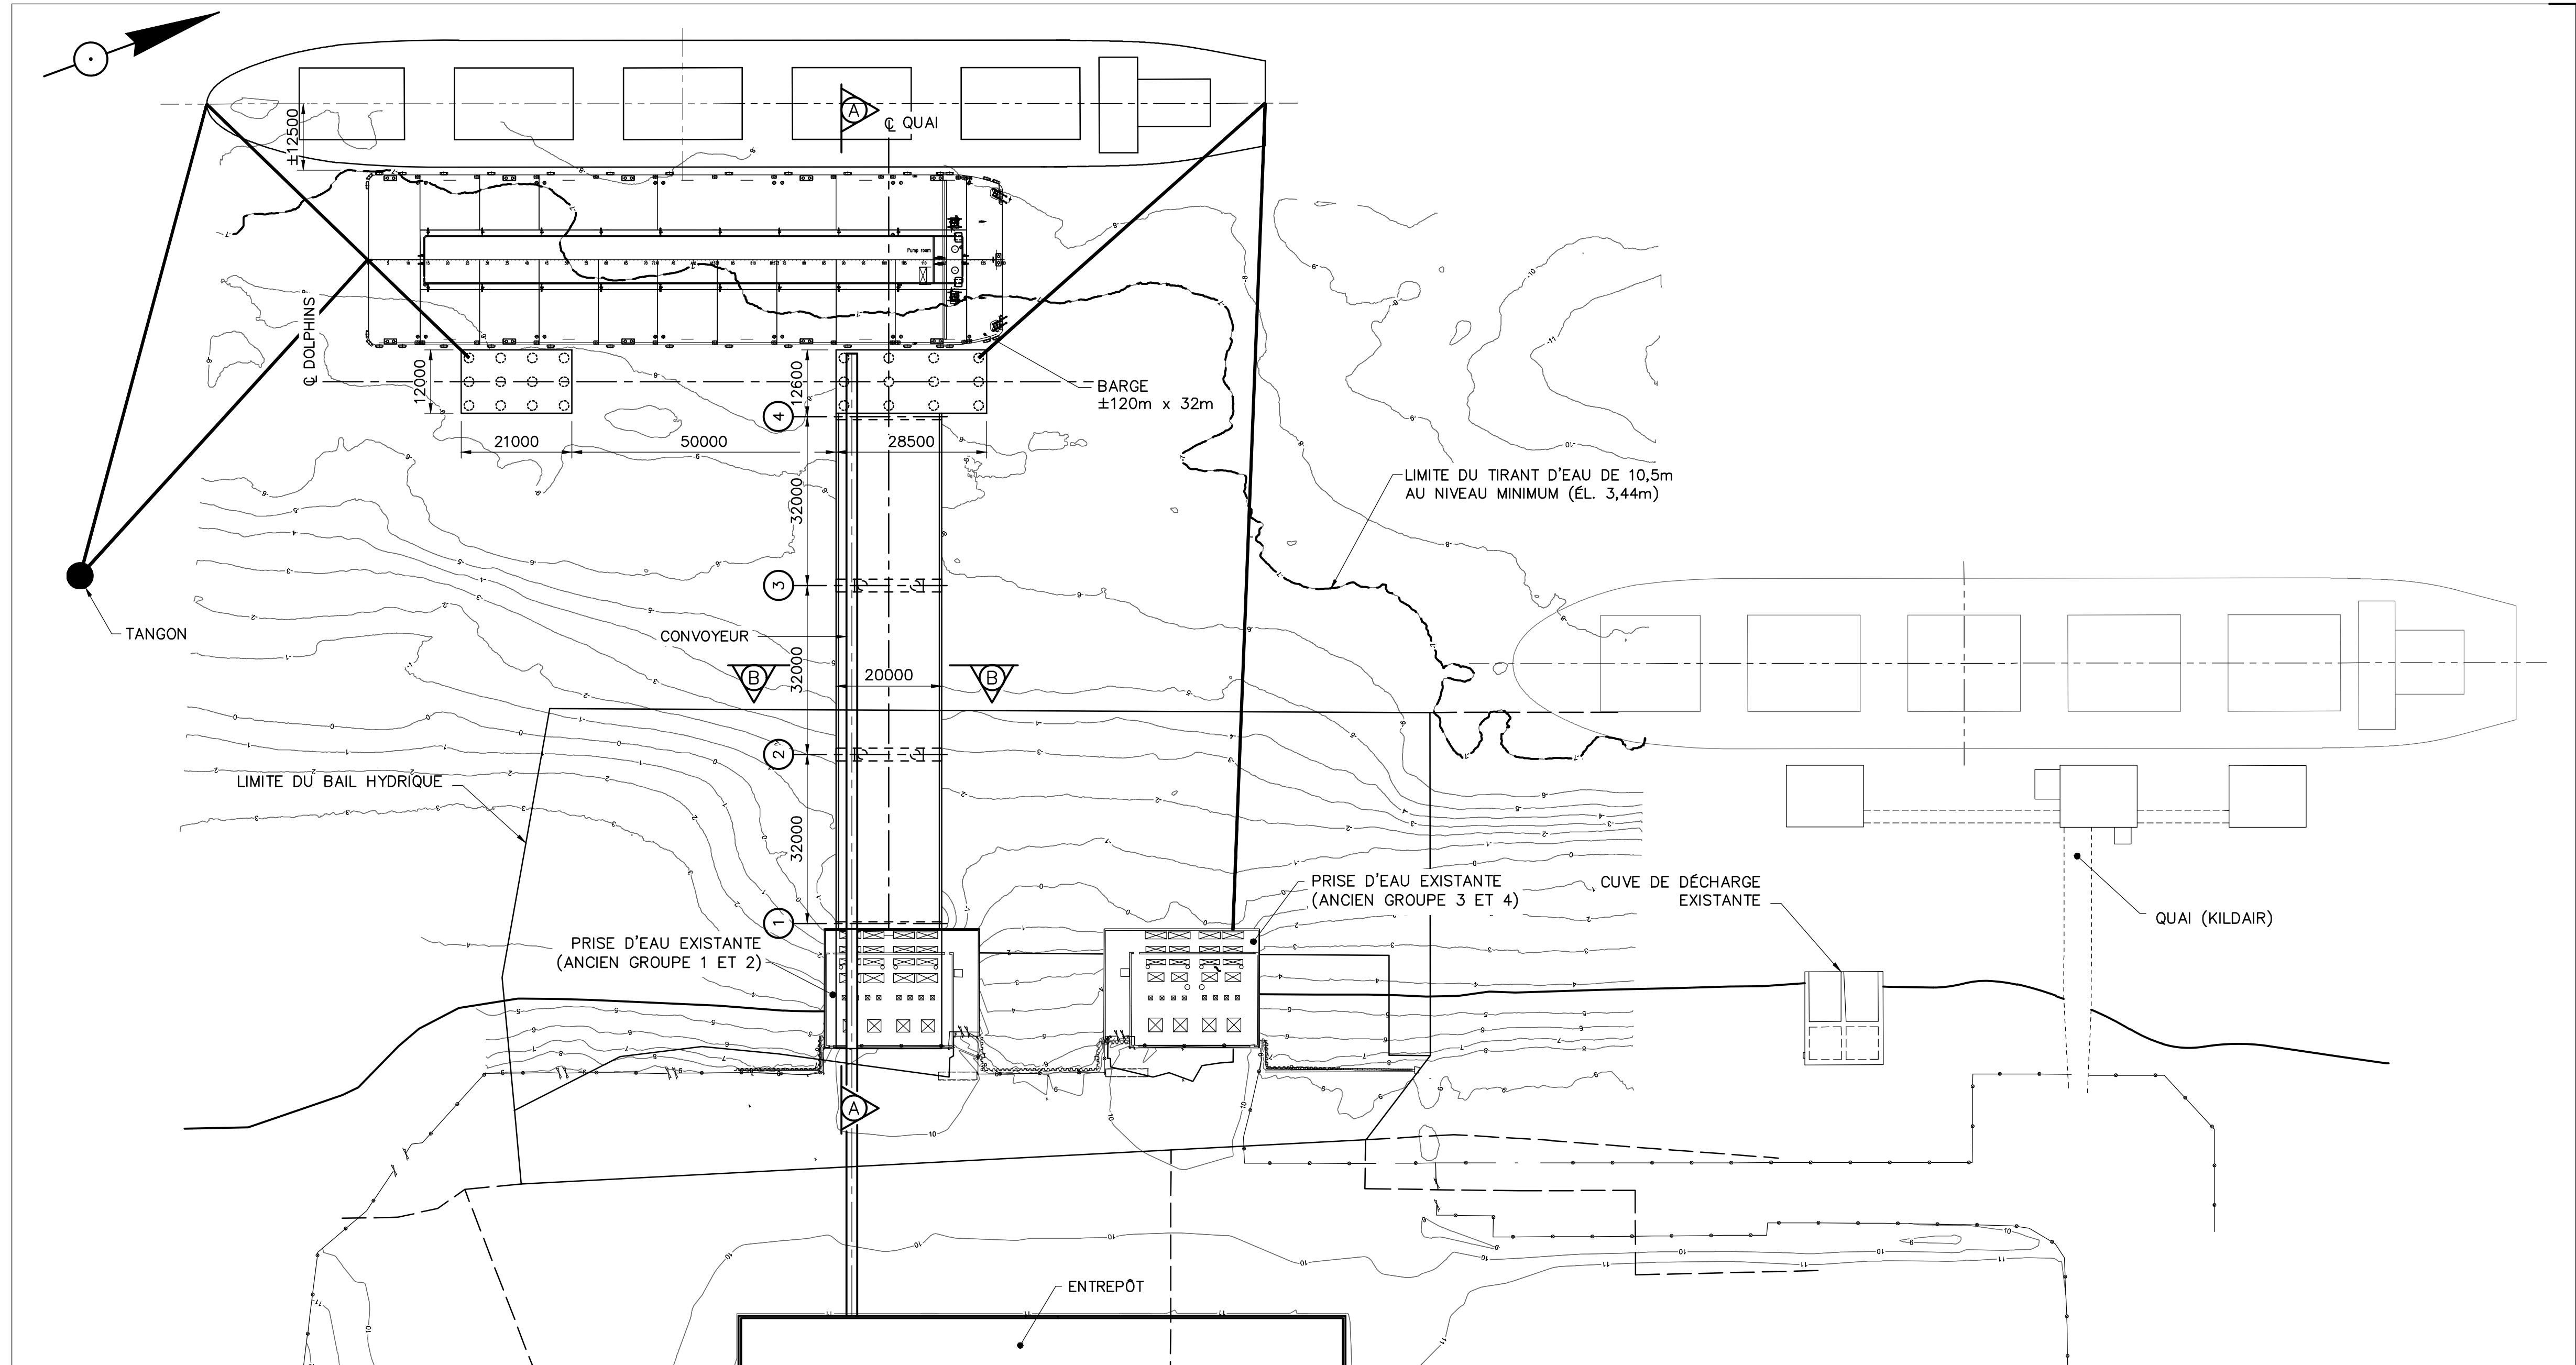 A
℄ QUAI
±12500
Pump room
℄ DOLPHINS
12000
12600
BARGE
±120m x 32m
4
21000
50000
28500
32000
LIMITE DU TIRANT D'EAU DE 10,5m
AU NIVEAU MINIMUM (ÉL. 3,44m)
3
TANGON
CONVOYEUR
32000
B
20000
B
2
LIMITE DU BAIL HYDRIQUE
32000
PRISE D'EAU EXISTANTE
(ANCIEN GROUPE 3 ET 4)
CUVE DE DÉCHARGE
EXISTANTE
QUAI (KILDAIR)
1
PRISE D'EAU EXISTANTE
(ANCIEN GROUPE 1 ET 2)
A
ENTREPÔT